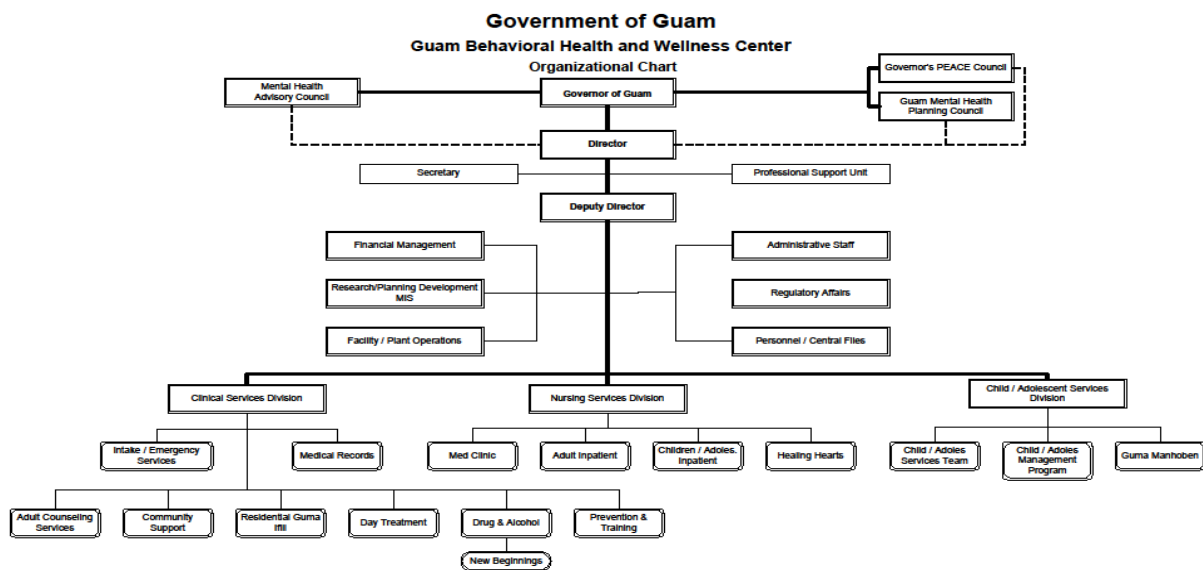 Government of Guam
Guam Behavioral Health and Wellness Center
Organizational Chart
Mental Health
Advisory Council
Governor of Guam
Governor's PEACE Council
Guam Mental Health
Planning Council
Director
Secretary
Professional Support Unit
Deputy Director
Financial Management
Administrative Staff
Research/Planning Development
MIS
Regulatory Affairs
Facility / Plant Operations
Personnel / Central Files
Clinical Services Division
Nursing Services Division
Child / Adolescent Services
Division
Intake / Emergency
Services
Medical Records
Med Clinic
Adult Inpatient
Children / Adoles.
Inpatient
Healing Hearts
Child / Adoles
Services Team
Child / Adoles
Management
Program
Guma Manhoben
Adult Counseling
Services
Community
Support
Residential Guma
Ifil
Day Treatment
Drug & Alcohol
Prevention &
Training
New Beginnings